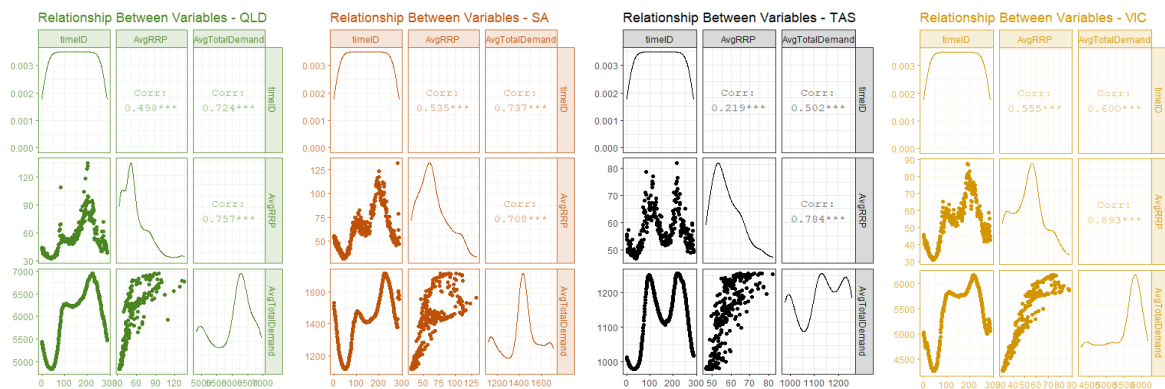 Relationship Between Variables - QLD
timeID AvgRRP AvgTotalDemand
0.003
0.002
0.001
0.000
Corr:
0.498***
Corr:
0.724***
timeID
120
90
60
30
Corr:
0.757***
AvgRRP
7000
6500
6000
5500
5000
AvgTotalDemand
0 100 200 300 60 90 120
Relationship Between Variables - SA
timeID AvgRRP AvgTotalDemand
0.003
0.002
0.001
0.000
Corr:
0.535***
Corr:
0.737***
timeID
125
100
75
50
Corr:
0.708***
AvgRRP
1600
1400
1200
AvgTotalDemand
0 100 200 300 50 75 100 125 1200 1400 1600
Relationship Between Variables - TAS
timeID AvgRRP AvgTotalDemand
0.003
0.002
0.001
0.000
Corr:
0.219***
Corr:
0.502***
timeID
80
70
60
50
Corr:
0.784***
AvgRRP
1200
1100
1000
AvgTotalDemand
0 100 200 300 50 60 70 80 1000 1100 1200
Relationship Between Variables - VIC
timeID AvgRRP AvgTotalDemand
0.003
0.002
0.001
0.000
Corr:
0.555***
Corr:
0.600***
timeID
90
80
70
60
50
40
30
Corr:
0.893***
AvgRRP
6000
5500
5000
4500
AvgTotalDemand
0 100 200